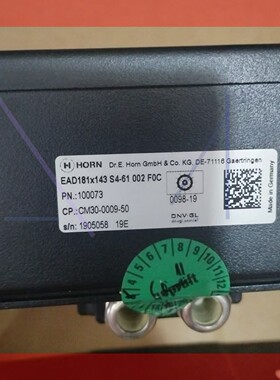 HORN Dr E. Horn GmbH & Co. KG, DE-71116 Gaertringen
EAD181x143 S4-61 002 F0C
PN.:100073
0098-19
CP.:CM30-0009-50
DNV·GL
s/n: 1905058 19E
Made in Germany